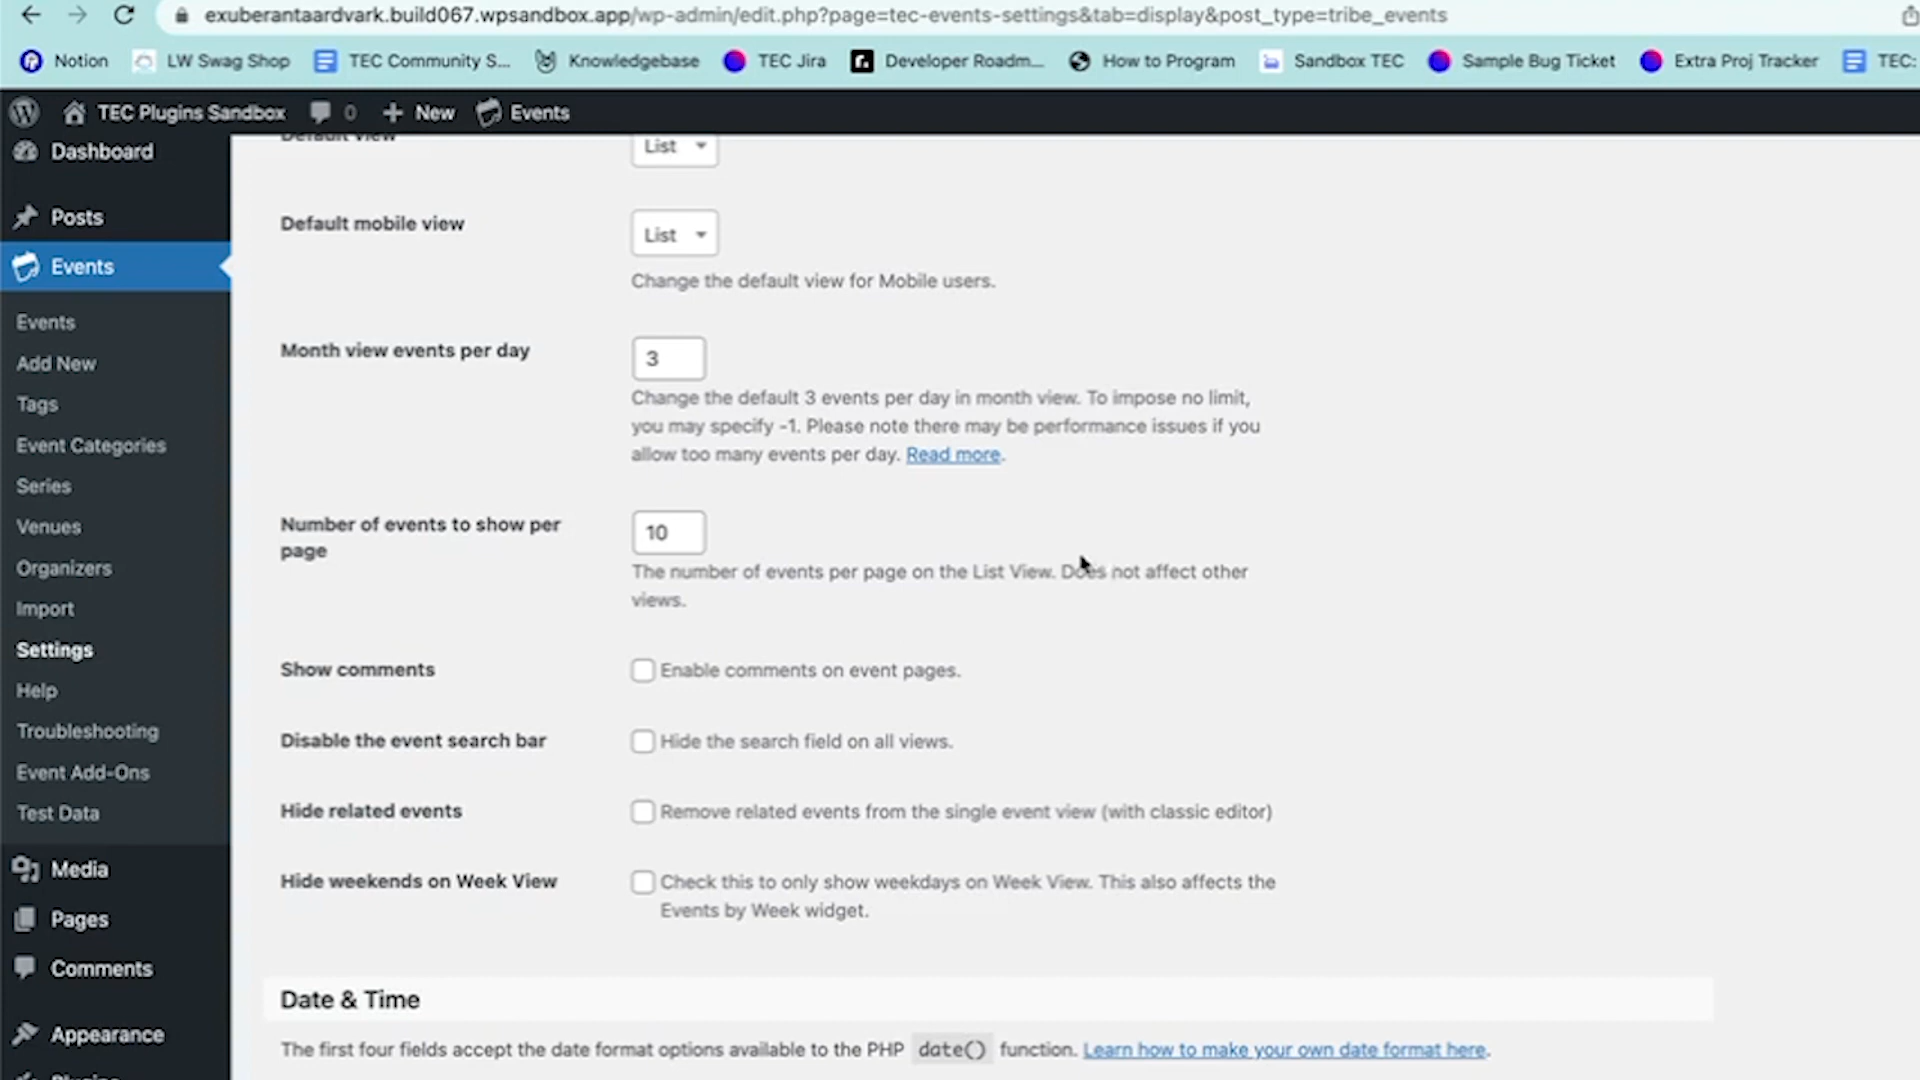 exuberantaardvark.build067.wpsandbox.app/wp-admin/edit.php?page=tec-events-settings&tab=display&post_type=tribe_events
Notion LW Swag Shop TEC Community S... Knowledgebase TEC Jira Developer Roadm... How to Program Sandbox TEC Sample Bug Ticket Extra Proj Tracker TEC:
TEC Plugins Sandbox 0 New Events
Dashboard
Posts
Events
Events
Add New
Tags
Event Categories
Series
Venues
Organizers
Import
Settings
Help
Troubleshooting
Event Add-Ons
Test Data
Media
Pages
Comments
Appearance
Default view List
Default mobile view List
Change the default view for Mobile users.
Month view events per day 3
Change the default 3 events per day in month view. To impose no limit,
you may specify -1. Please note there may be performance issues if you
allow too many events per day. Read more.
Number of events to show per
page
10
The number of events per page on the List View. Does not affect other
views.
Show comments Enable comments on event pages.
Disable the event search bar Hide the search field on all views.
Hide related events Remove related events from the single event view (with classic editor)
Hide weekends on Week View Check this to only show weekdays on Week View. This also affects the
Events by Week widget.
Date & Time
The first four fields accept the date format options available to the PHP date() function. Learn how to make your own date format here.